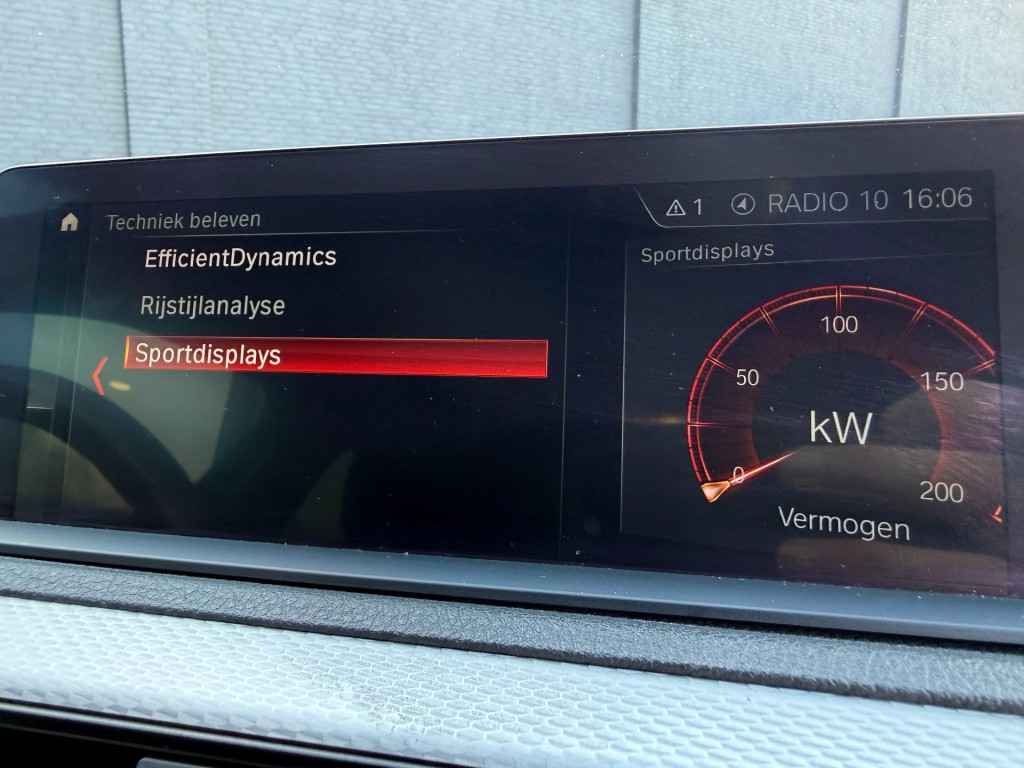 Techniek beleven
EfficientDynamics
Rijstijlanalyse
Sportdisplays
1 RADIO 10 16:06
Sportdisplays
100
50
150
kW
0
200
Vermogen